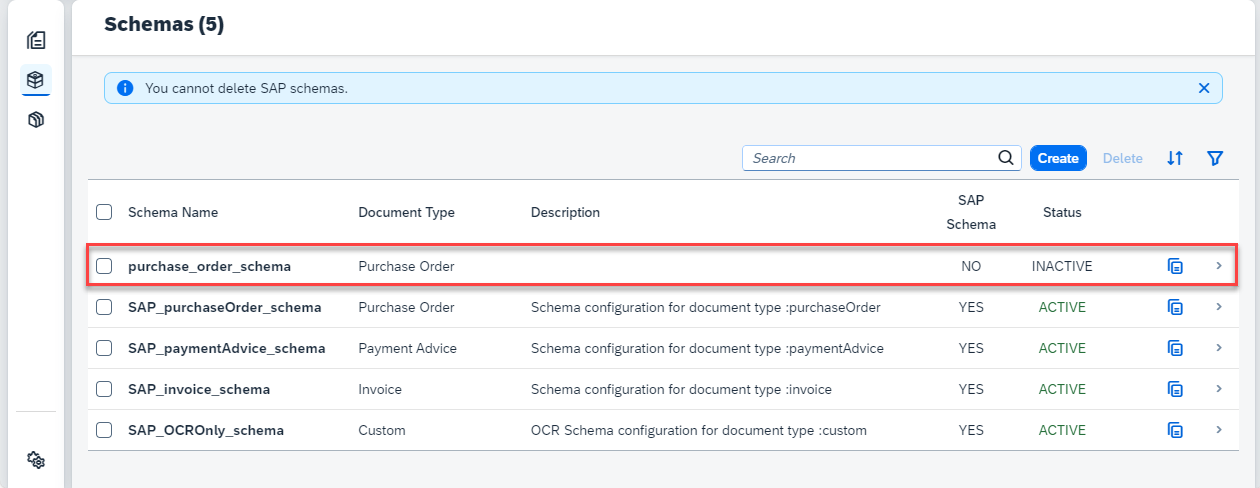 Schemas (5)
You cannot delete SAP schemas.
Search Create Delete
Schema Name Document Type Description SAP Schema Status
purchase_order_schema Purchase Order NO INACTIVE
SAP_purchaseOrder_schema Purchase Order Schema configuration for document type :purchaseOrder YES ACTIVE
SAP_paymentAdvice_schema Payment Advice Schema configuration for document type :paymentAdvice YES ACTIVE
SAP_invoice_schema Invoice Schema configuration for document type :invoice YES ACTIVE
SAP_OCROnly_schema Custom OCR Schema configuration for document type :custom YES ACTIVE